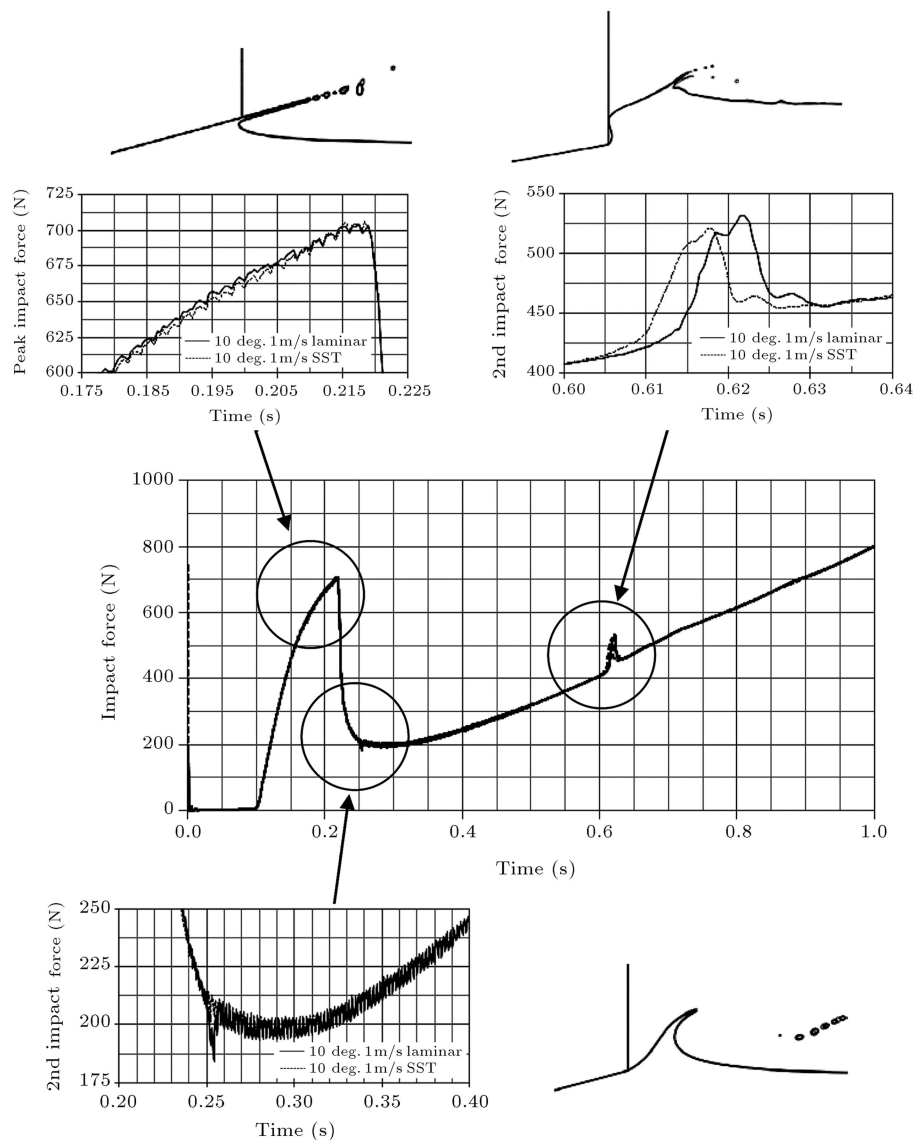 Peak impact force (N)
725
700
675
650
625
600
10 deg. 1m/s laminar
10 deg. 1m/s SST
0.175 0.185 0.195 0.205 0.215 0.225
Time (s)
2nd impact force (N)
550
500
450
400
10 deg. 1m/s laminar
10 deg. 1m/s SST
0.60 0.61 0.62 0.63 0.64
Time (s)
Impact force (N)
1000
800
600
400
200
0
0.0 0.2 0.4 0.6 0.8 1.0
Time (s)
2nd impact force (N)
250
225
200
175
10 deg. 1m/s laminar
10 deg. 1m/s SST
0.20 0.25 0.30 0.35 0.40
Time (s)